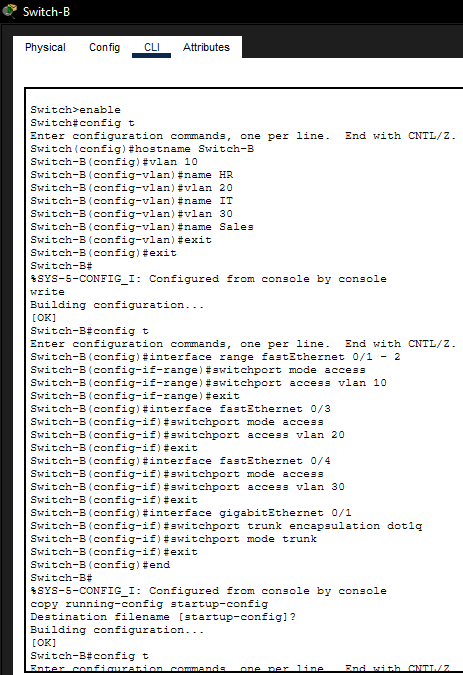 Switch-B
Physical Config CLI Attributes
Switch>enable
Switch#config t
Enter configuration commands, one per line.  End with CNTL/Z.
Switch(config)#hostname Switch-B
Switch-B(config)#vlan 10
Switch-B(config-vlan)#name HR
Switch-B(config-vlan)#vlan 20
Switch-B(config-vlan)#name IT
Switch-B(config-vlan)#vlan 30
Switch-B(config-vlan)#name Sales
Switch-B(config-vlan)#exit
Switch-B(config)#exit
Switch-B#
%SYS-5-CONFIG_I: Configured from console by console
write
Building configuration...
[OK]
Switch-B#config t
Enter configuration commands, one per line.  End with CNTL/Z.
Switch-B(config)#interface range fastEthernet 0/1 - 2
Switch-B(config-if-range)#switchport mode access
Switch-B(config-if-range)#switchport access vlan 10
Switch-B(config-if-range)#exit
Switch-B(config)#interface fastEthernet 0/3
Switch-B(config-if)#switchport mode access
Switch-B(config-if)#switchport access vlan 20
Switch-B(config-if)#exit
Switch-B(config)#interface fastEthernet 0/4
Switch-B(config-if)#switchport mode access
Switch-B(config-if)#switchport access vlan 30
Switch-B(config-if)#exit
Switch-B(config)#interface gigabitEthernet 0/1
Switch-B(config-if)#switchport trunk encapsulation dot1q
Switch-B(config-if)#switchport mode trunk
Switch-B(config-if)#exit
Switch-B(config)#end
Switch-B#
%SYS-5-CONFIG_I: Configured from console by console
copy running-config startup-config
Destination filename [startup-config]?
Building configuration...
[OK]
Switch-B#config t
Enter configuration commands, one per line.  End with CNTL/Z.